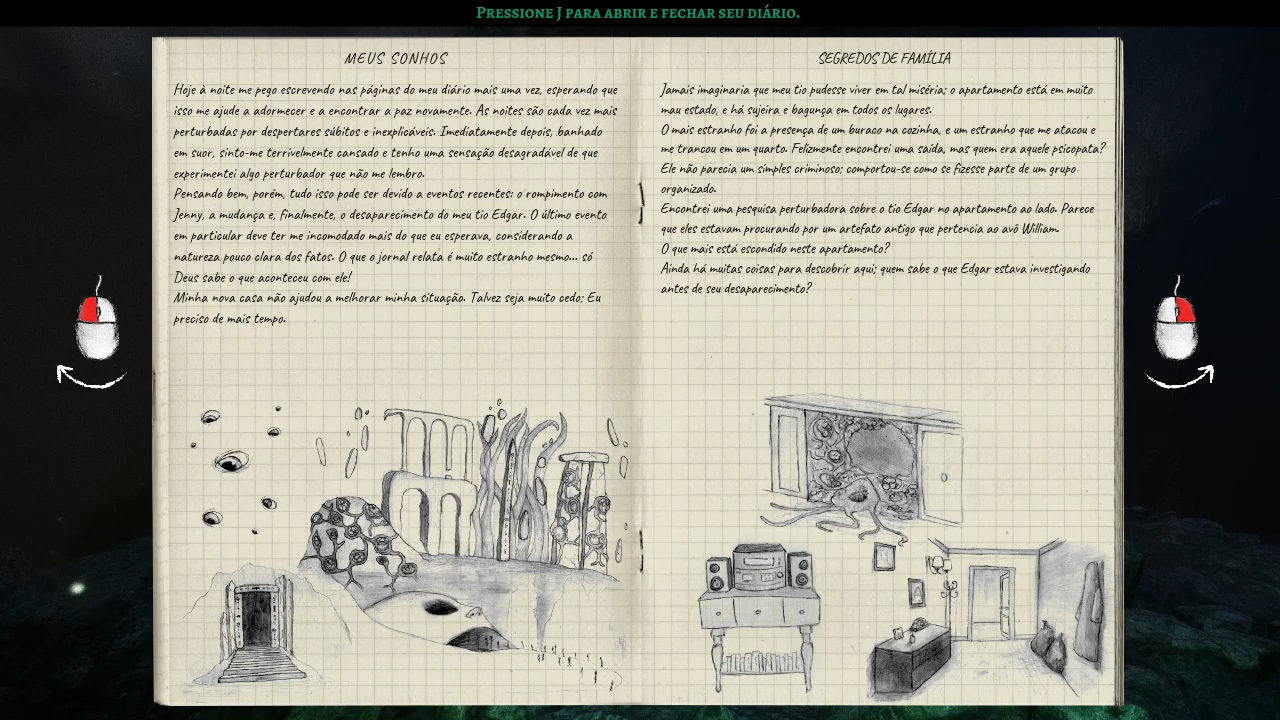 Pressione J para abrir e fechar seu diário.
MEUS SONHOS
Hoje à noite me pego escrevendo nas páginas do meu diário mais uma vez, esperando que
isso me ajude a adormecer e a encontrar a paz novamente. As noites são cada vez mais
perturbadas por despertares súbitos e inexplicáveis. Imediatamente depois, banhado
em suor, sinto-me terrivelmente cansado e tenho uma sensação desagradável de que
experimentei algo perturbador que não me lembro.
Pensando bem, porém, tudo isso pode ser devido a eventos recentes: o rompimento com
Jenny, a mudança e, finalmente, o desaparecimento do meu tio Edgar. O último evento
em particular deve ter me incomodado mais do que eu esperava, considerando a
natureza pouco clara dos fatos. O que o jornal relata é muito estranho mesmo... só
Deus sabe o que aconteceu com ele!
Minha nova casa não ajudou a melhorar minha situação. Talvez seja muito cedo; Eu
preciso de mais tempo.
SEGREDOS DE FAMÍLIA
Jamais imaginaria que meu tio pudesse viver em tal miséria; o apartamento está em muito
mau estado, e há sujeira e bagunça em todos os lugares.
O mais estranho foi a presença de um buraco na cozinha, e um estranho que me atacou e
me trancou em um quarto. Felizmente encontrei uma saída, mas quem era aquele psicopata?
Ele não parecia um simples criminoso; comportou-se como se fizesse parte de um grupo
organizado.
Encontrei uma pesquisa perturbadora sobre o tio Edgar no apartamento ao lado. Parece
que eles estavam procurando por um artefato antigo que pertencia ao avô William.
O que mais está escondido neste apartamento?
Ainda há muitas coisas para descobrir aqui; quem sabe o que Edgar estava investigando
antes de seu desaparecimento?